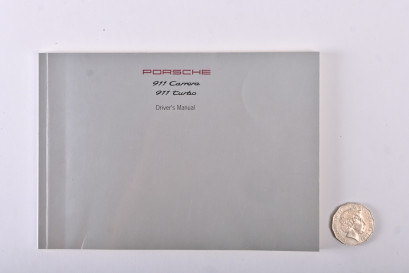 PORSCHE
911 Carrera
911 Turbo
Driver's Manual